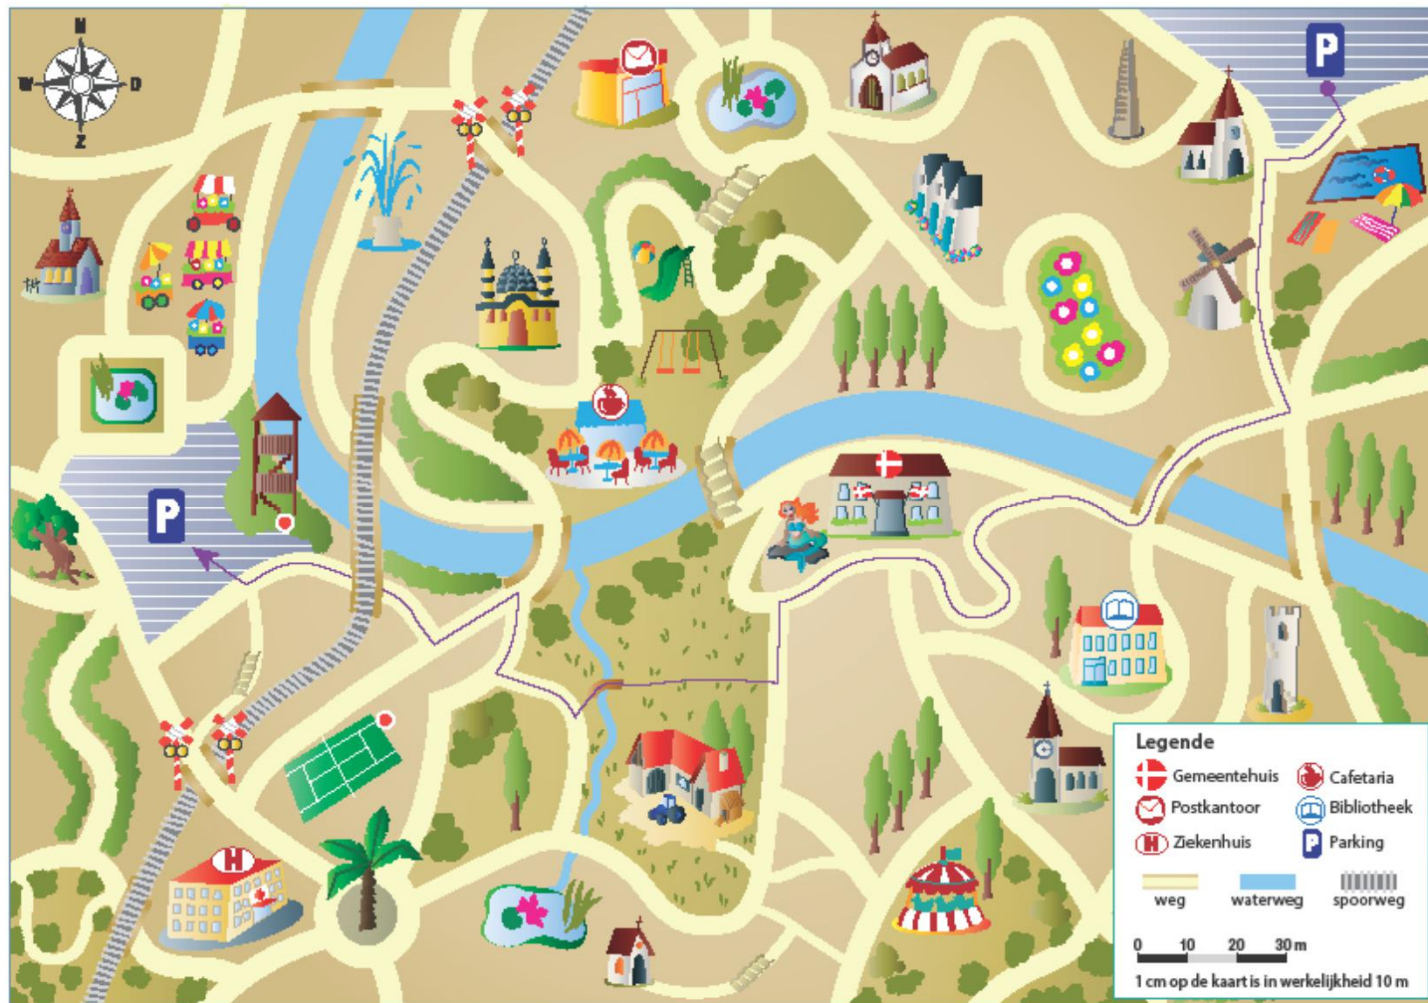 N
W D
Z
P
P
H
Legende
Gemeentehuis Cafetaria
Postkantoor Bibliotheek
H Ziekenhuis P Parking
weg waterweg spoorweg
0 10 20 30 m
1 cm op de kaart is in werkelijkheid 10 m